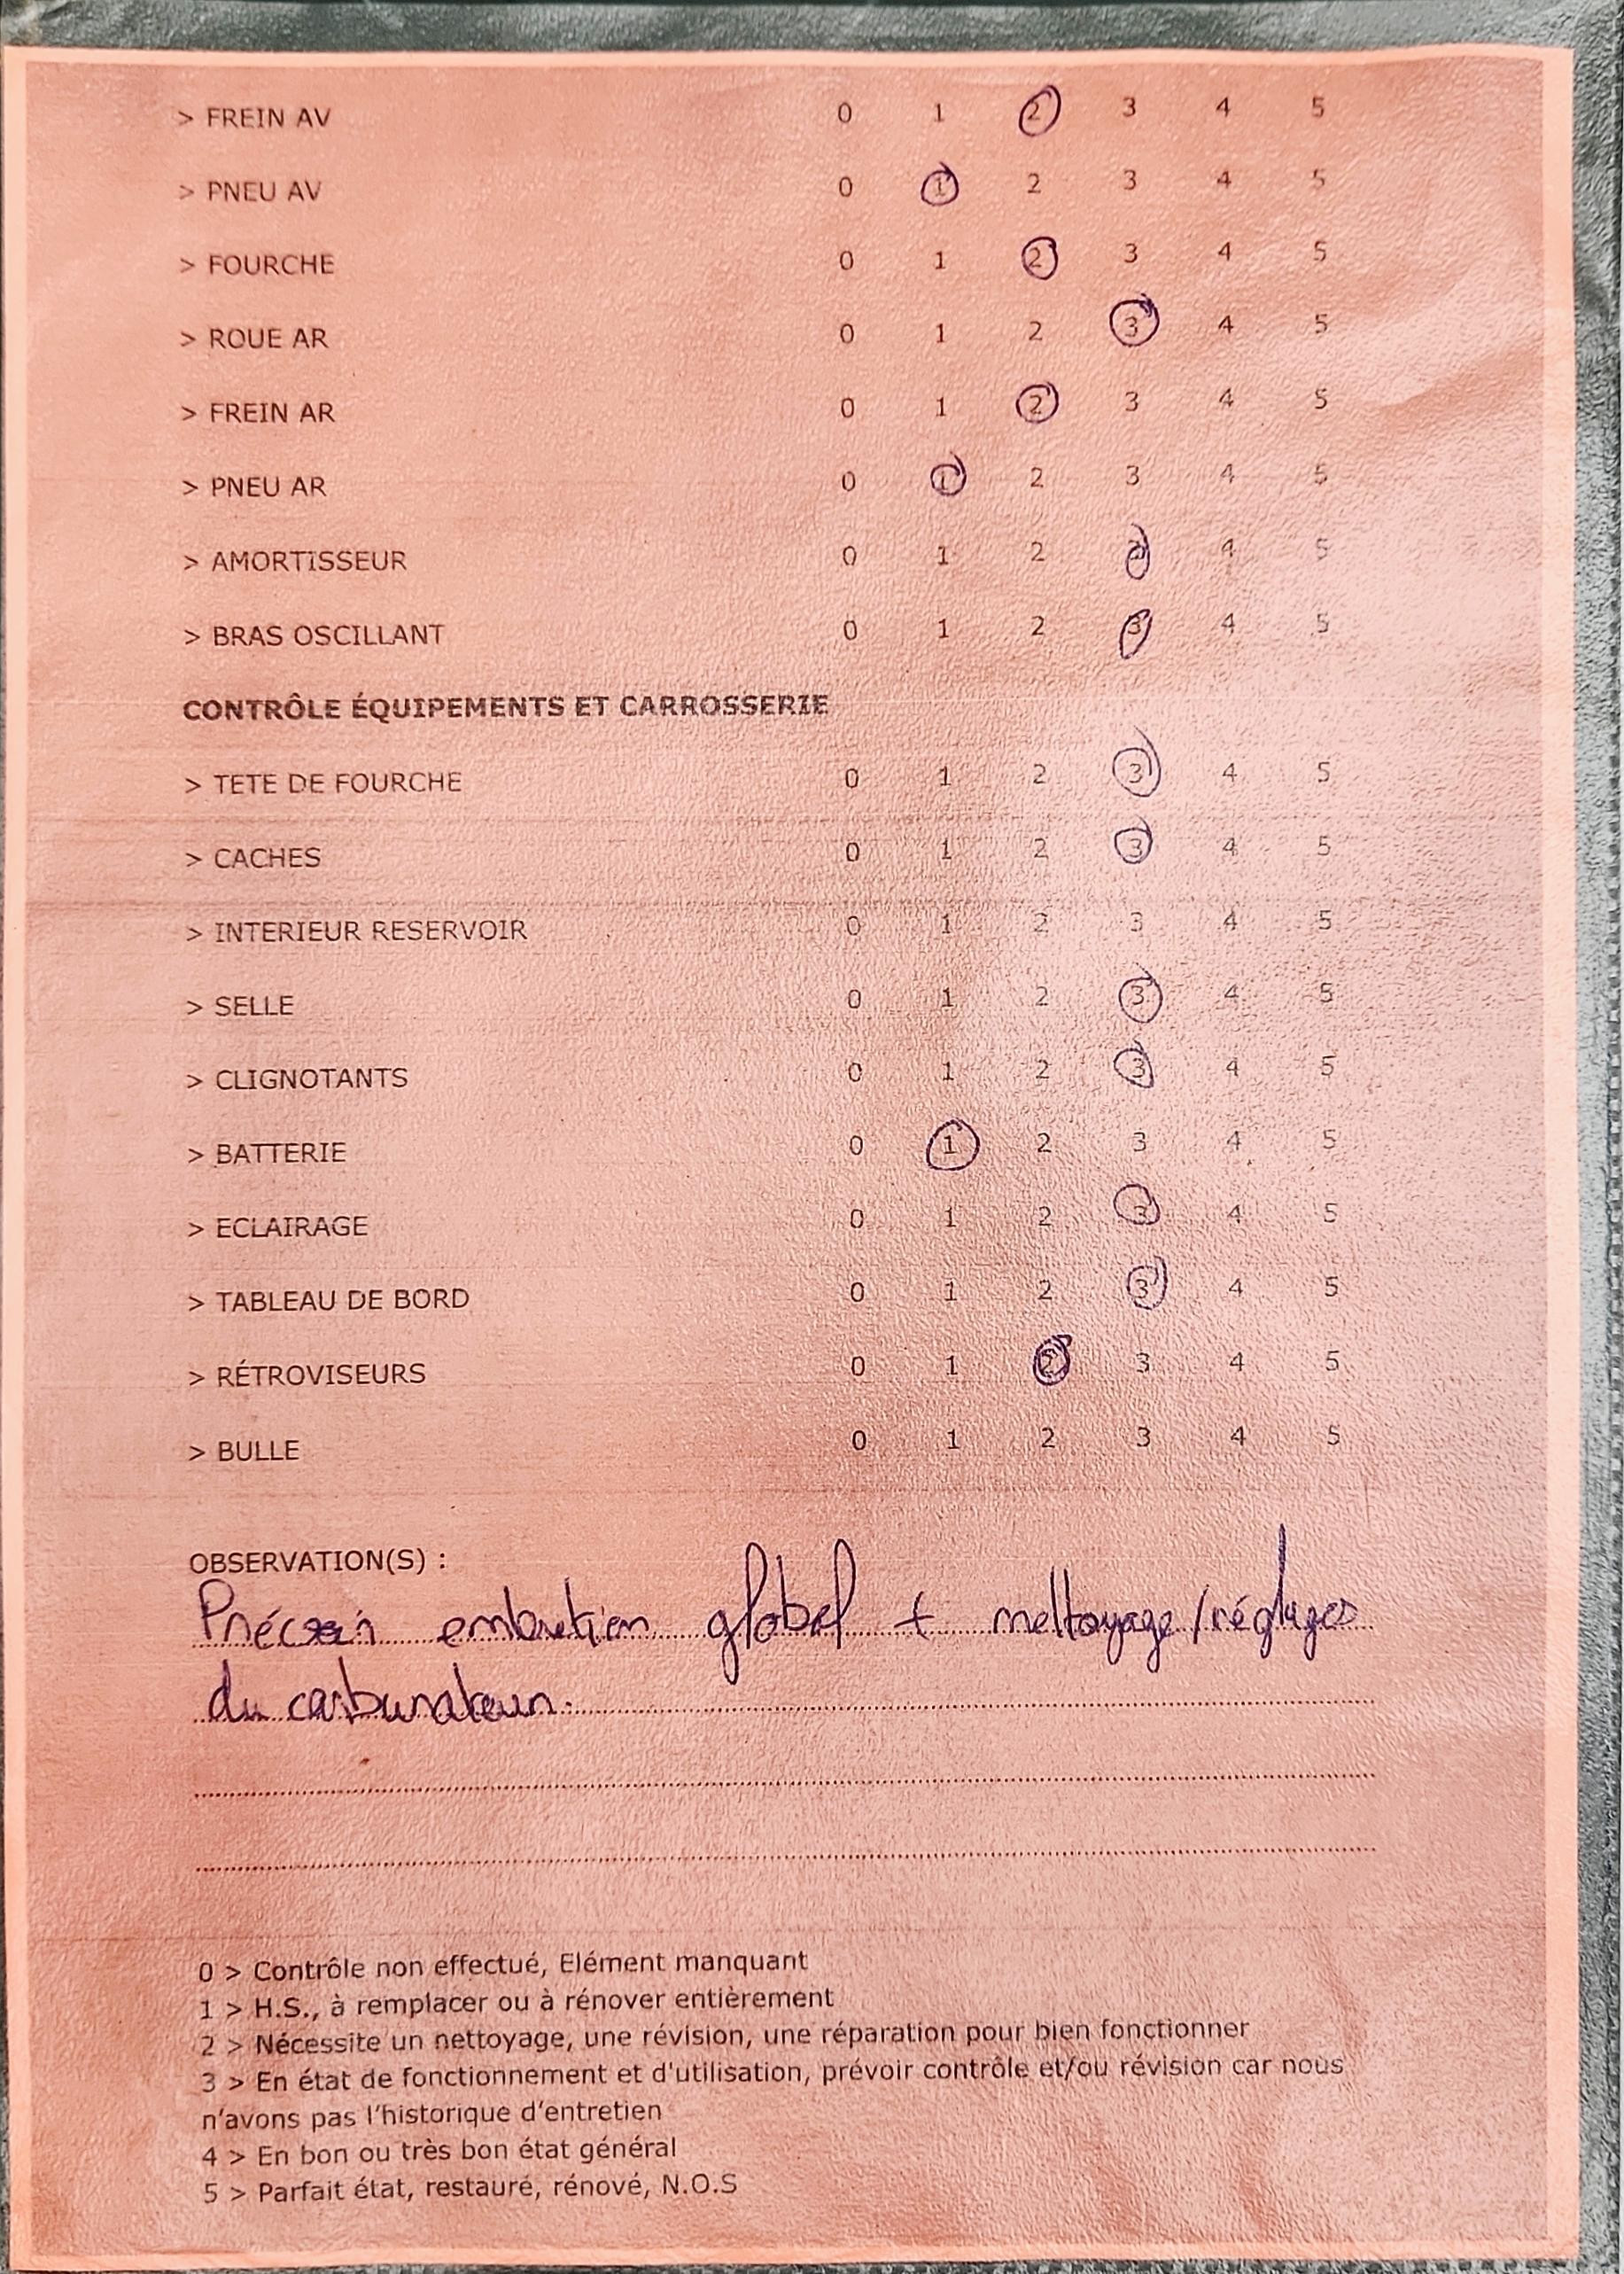 > FREIN AV 0 1 2 3 4 5
> PNEU AV 0 1 2 3 4 5
> FOURCHE 0 1 2 3 4 5
> ROUE AR 0 1 2 3 4 5
> FREIN AR 0 1 2 3 4 5
> PNEU AR 0 1 2 3 4 5
> AMORTISSEUR 0 1 2 3 4 5
> BRAS OSCILLANT 0 1 2 3 4 5
CONTRÔLE ÉQUIPEMENTS ET CARROSSERIE
> TETE DE FOURCHE 0 1 2 3 4 5
> CACHES 0 1 2 3 4 5
> INTERIEUR RESERVOIR 0 1 2 3 4 5
> SELLE 0 1 2 3 4 5
> CLIGNOTANTS 0 1 2 3 4 5
> BATTERIE 0 1 2 3 4 5
> ECLAIRAGE 0 1 2 3 4 5
> TABLEAU DE BORD 0 1 2 3 4 5
> RÉTROVISEURS 0 1 2 3 4 5
> BULLE 0 1 2 3 4 5
OBSERVATION(S) :
entretien global + nettoyage/réglages
du carburateur.
0 > Contrôle non effectué, Elément manquant
1 > H.S., à remplacer ou à rénover entièrement
2 > Nécessite un nettoyage, une révision, une réparation pour bien fonctionner
3 > En état de fonctionnement et d'utilisation, prévoir contrôle et/ou révision car nous
n'avons pas l'historique d'entretien
4 > En bon ou très bon état général
5 > Parfait état, restauré, rénové, N.O.S